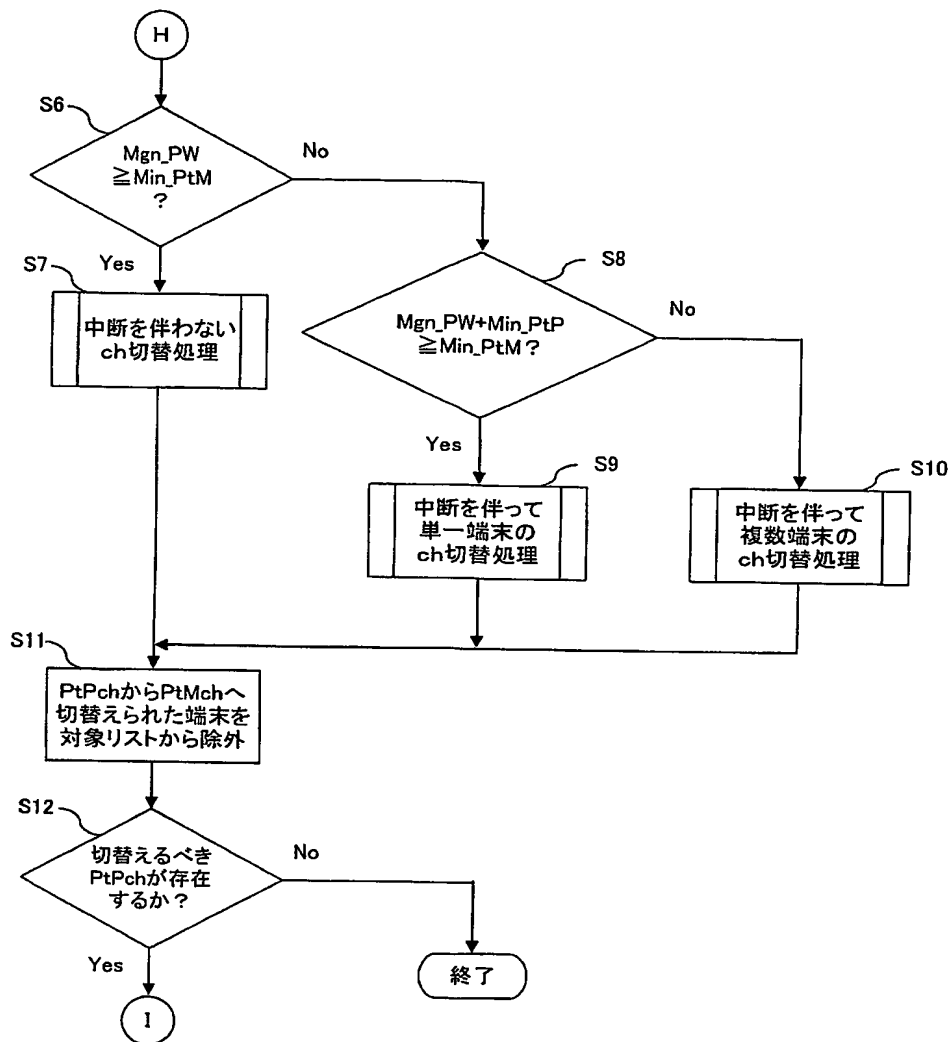 H
S6
Mgn_PW
≧Min_PtM
?
No
Yes
S7
中断を伴わない
ch切替処理
S8
Mgn_PW+Min_PtP
≧Min_PtM?
No
Yes
S9
中断を伴って
単一端末の
ch切替処理
S10
中断を伴って
複数端末の
ch切替処理
S11
PtPchからPtMchへ
切替えられた端末を
対象リストから除外
S12
切替えるべき
PtPchが存在
するか?
No
Yes
終了
I